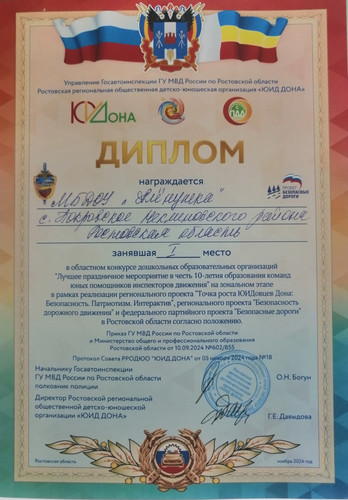 Управление Госавтоинспекции ГУ МВД России по Ростовской области
Ростовская региональная общественная детско-юношеская организация "ЮИД ДОНА"
ЮИД ДОНА
ДИПЛОМ
награждается
МБДОУ "Алёнушка"
с. Покровское Неклиновского района
Ростовская область
ПРОЕКТ
БЕЗОПАСНЫЕ
ДОРОГИ
занявшая I место
в областном конкурсе дошкольных образовательных организаций
"Лучшее праздничное мероприятие в честь 10-летия образования команд
юных помощников инспекторов движения" на зональном этапе
в рамках реализации регионального проекта "Точка роста ЮИДовцев Дона:
Безопасность. Патриотизм. Интерактив", регионального проекта "Безопасность
дорожного движения" и федерального партийного проекта "Безопасные дороги"
в Ростовской области согласно положению.
Приказ ГУ МВД России по Ростовской области
и Министерства общего и профессионального образования
Ростовской области от 10.09.2024 №602/855
Протокол Совета РРОДЮО "ЮИД ДОНА" от 05 ноября 2024 года №18
Начальнику Госавтоинспекции
ГУ МВД России по Ростовской области
полковник полиции
О.Н. Богун
Директор Ростовской региональной
общественной детско-юношеской
организации «ЮИД ДОНА»
Г.Е. Давидова
Ростовская область
ноябрь 2024 год